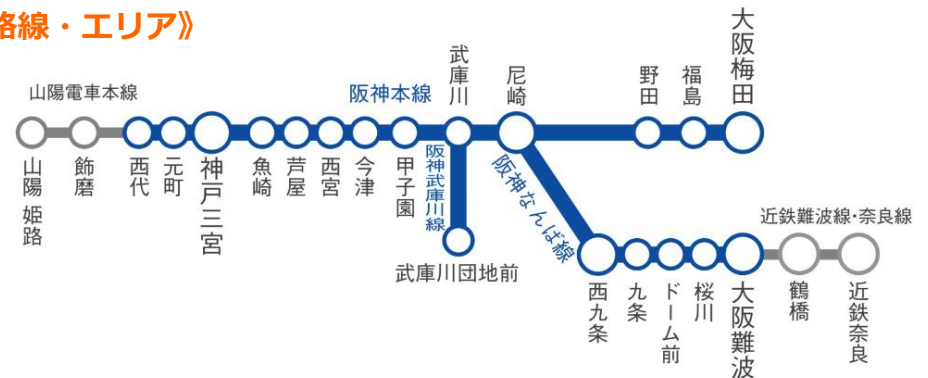 路線・エリア》
山陽電車本線
阪神本線
武庫川
尼崎
野田
福島
大阪梅田
山陽 姫路
飾磨
西代
元町
神戸三宮
魚崎
芦屋
西宮
今津
甲子園
阪神武庫川線
阪神なんば線
武庫川団地前
近鉄難波線・奈良線
西九条
九条
ドーム前
桜川
大阪難波
鶴橋
近鉄奈良